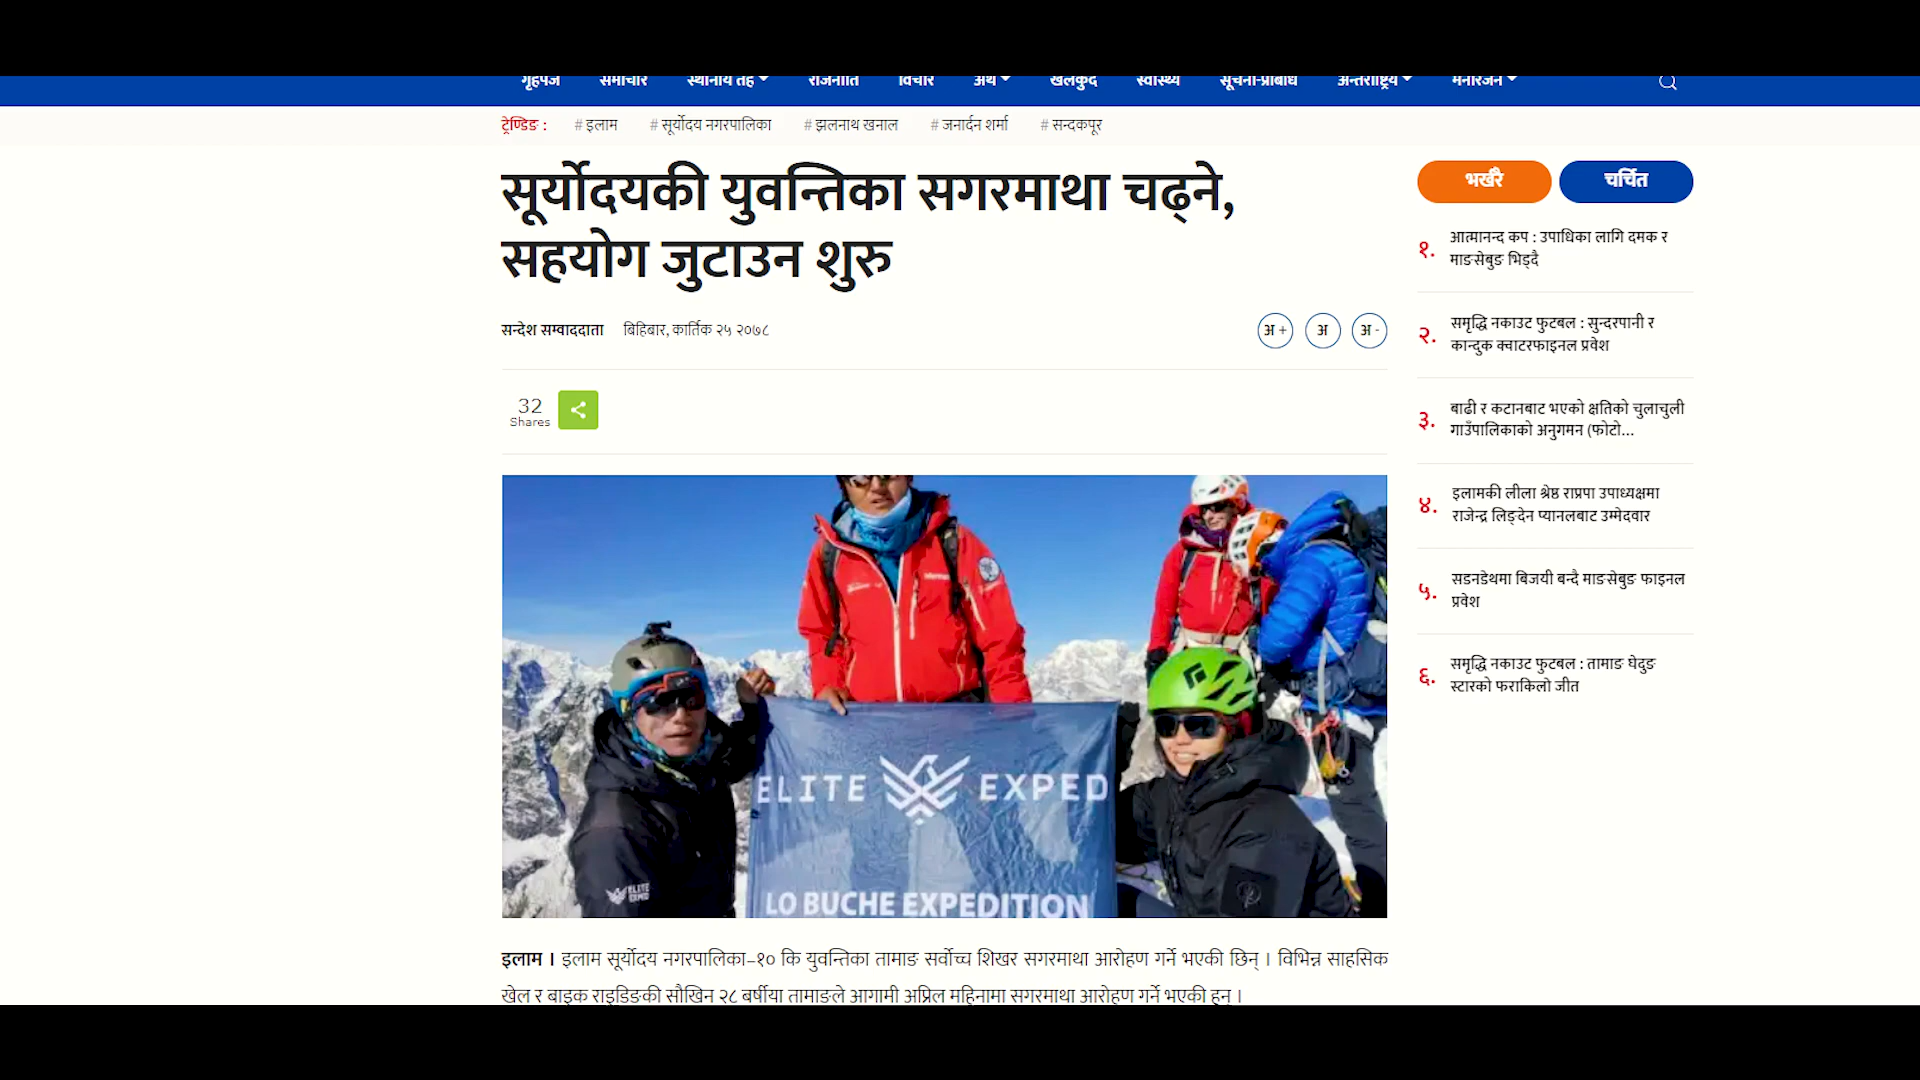 गृहपेज समाचार स्थानीय तह राजनीति विचार अर्थ खेलकुद स्वास्थ्य सूचना-प्रविधि अन्तर्राष्ट्रिय मनोरंजन
ट्रेण्डिङ : #इलाम #सूर्योदय नगरपालिका #झलनाथ खनाल #जनार्दन शर्मा #सन्दकपूर
सूर्योदयकी युवन्तिका सगरमाथा चढ्ने,
सहयोग जुटाउन शुरु
सन्देश सम्वाददाता बिहिबार, कार्तिक २५ २०७८
अ + अ अ -
32
Shares
ELITE EXPED
LO BUCHE EXPEDITION
ELITE
EXPED
इलाम । इलाम सूर्योदय नगरपालिका–१० कि युवन्तिका तामाङ सर्वोच्च शिखर सगरमाथा आरोहण गर्ने भएकी छिन् । विभिन्न साहसिक
खेल र बाइक राइडिङकी सौखिन २८ बर्षीया तामाङले आगामी अप्रिल महिनामा सगरमाथा आरोहण गर्ने भएकी हुन् ।
भर्खरै चर्चित
१. आत्मानन्द कप : उपाधिका लागि दमक र
माङसेबुङ भिड्दै
२. समृद्धि नकाउट फुटबल : सुन्दरपानी र
कान्दुक क्वाटरफाइनल प्रवेश
३. बाढी र कटानबाट भएको क्षतिको चुलाचुली
गाउँपालिकाको अनुगमन (फोटो...
४. इलामकी लीला श्रेष्ठ राप्रपा उपाध्यक्षमा
राजेन्द्र लिङ्देन प्यानलबाट उम्मेदवार
५. सडनडेथमा बिजयी बन्दै माङसेबुङ फाइनल
प्रवेश
६. समृद्धि नकाउट फुटबल : तामाङ घेदुङ
स्टारको फराकिलो जीत